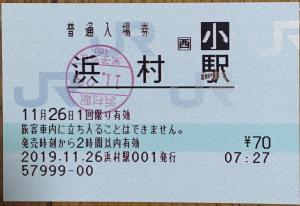 普通入場券
西 小
浜村駅
11月26日1回限り有効
旅客車内に立ち入ることはできません。
発売時刻から2時間以内有効 ¥70
2019.11.26浜村駅001発行 07:27
57999-00
浜村駅